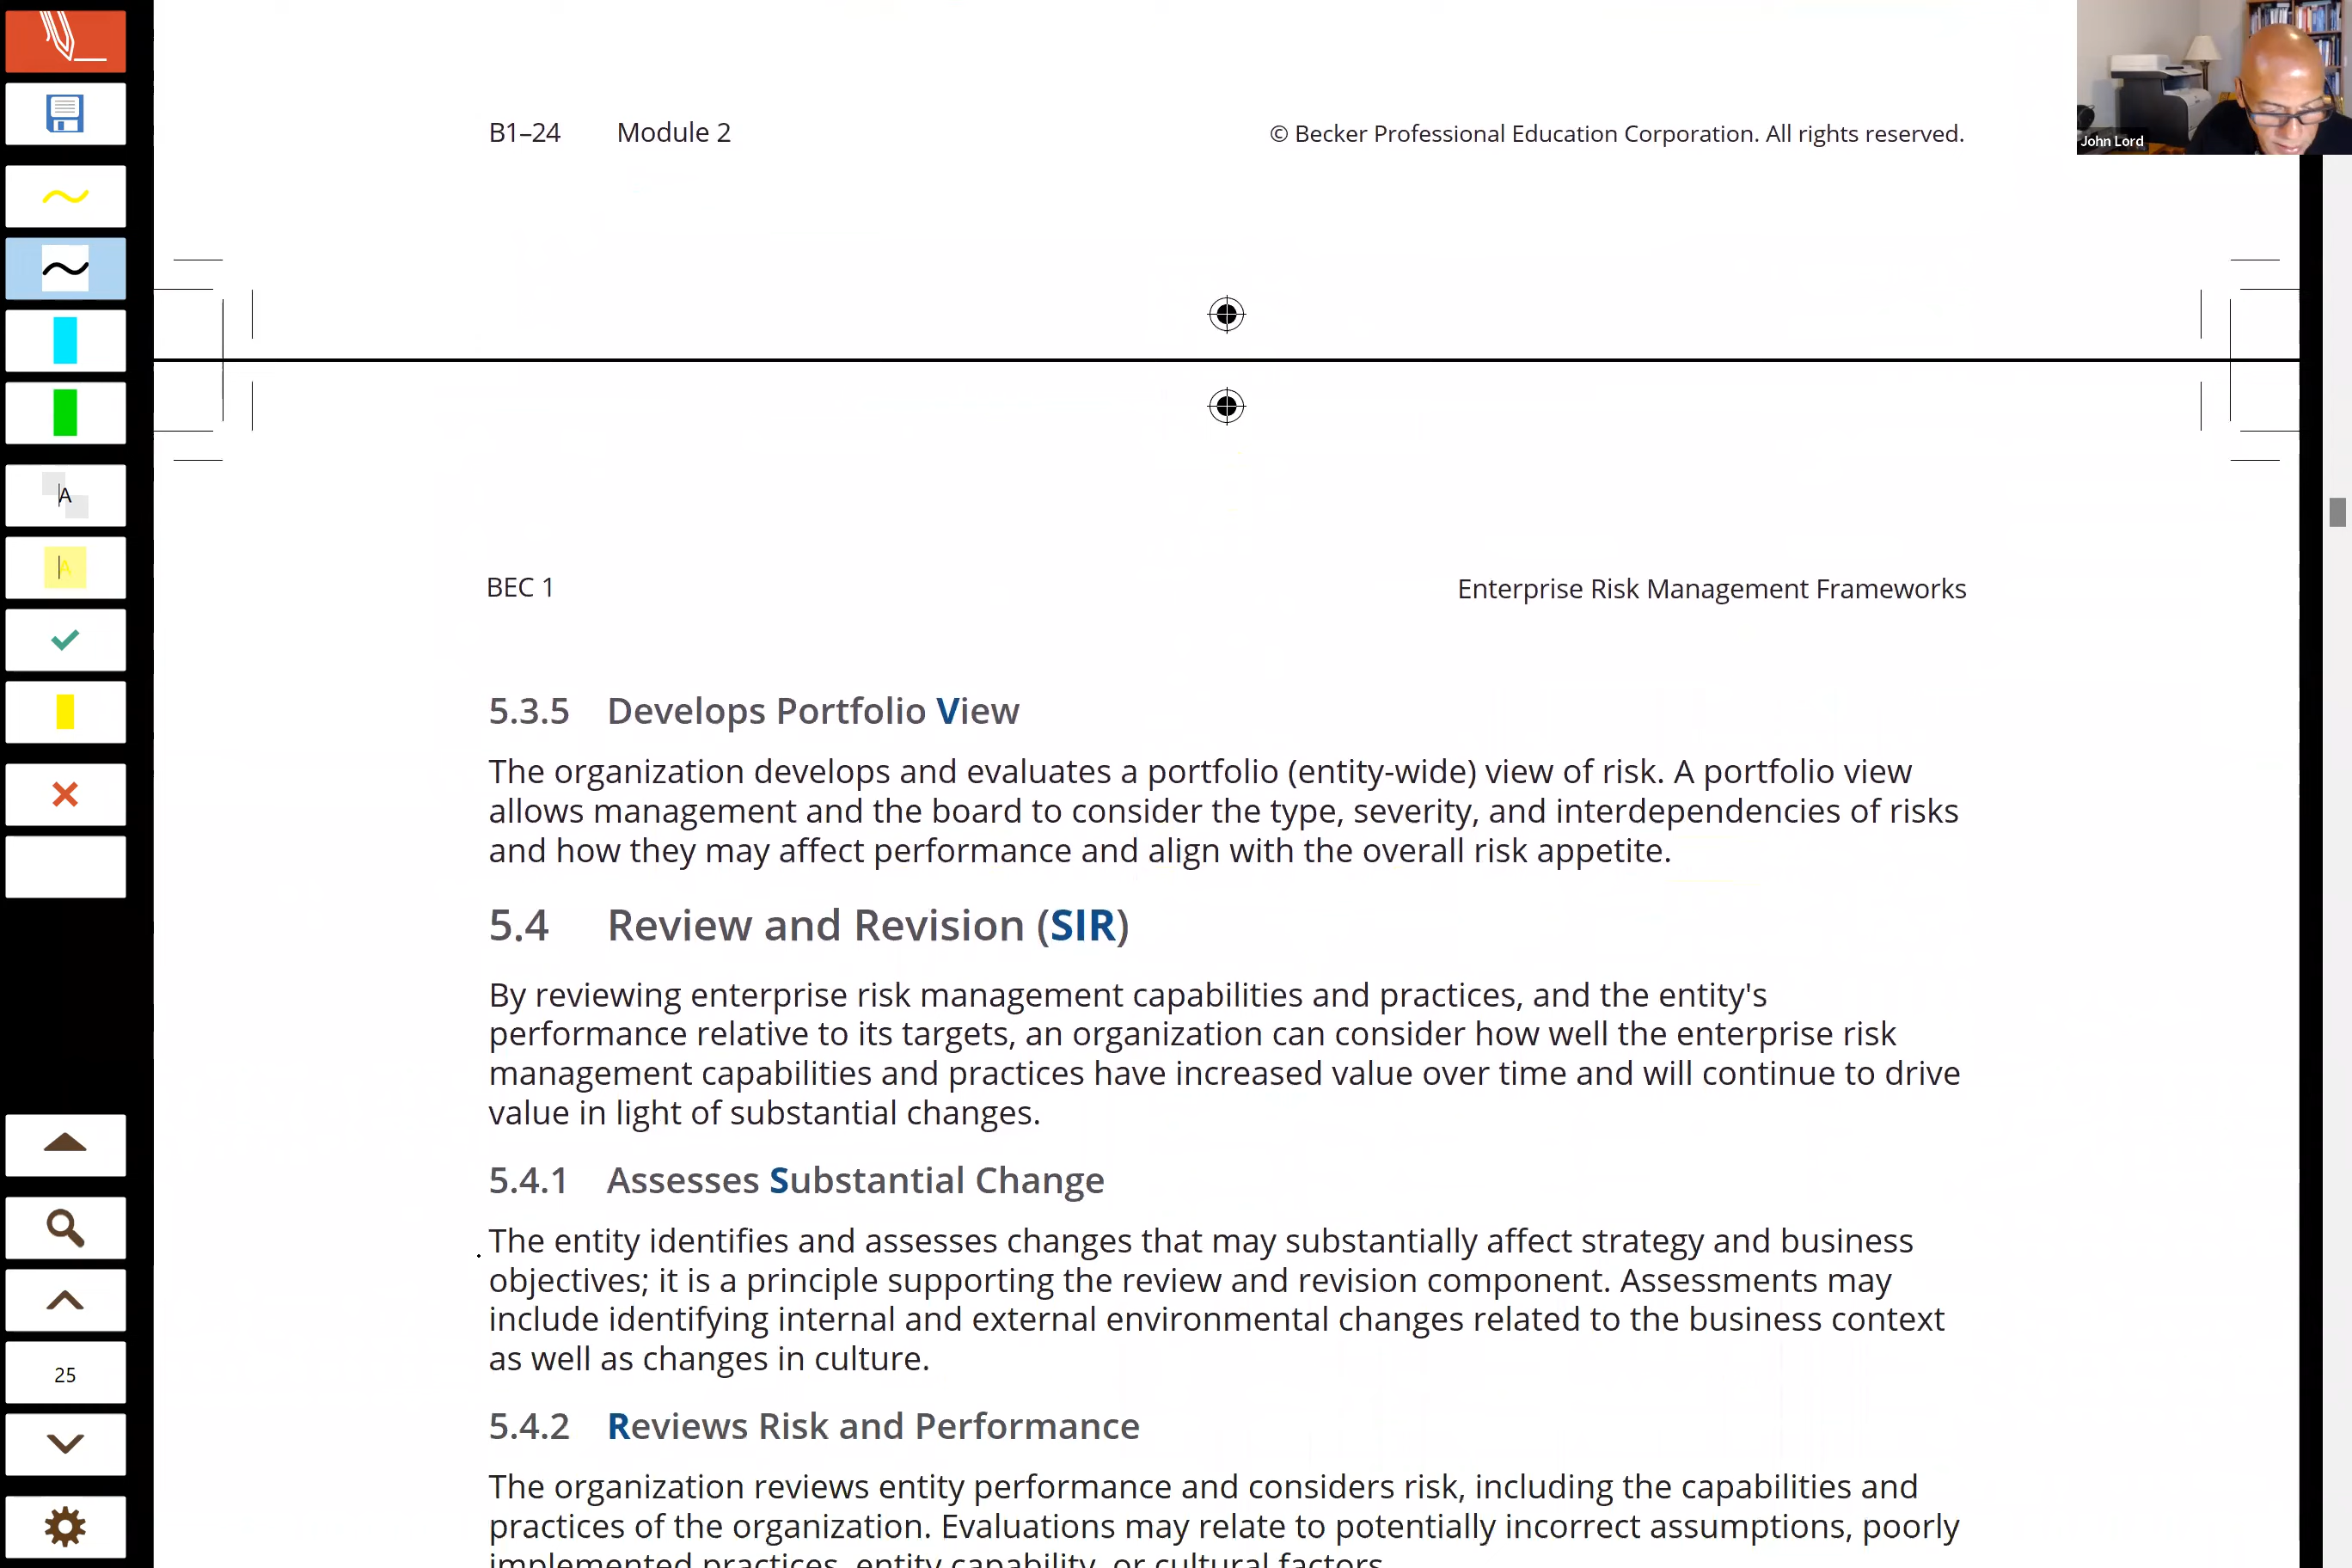 B1–24 Module 2 © Becker Professional Education Corporation. All rights reserved.
John Lord
BEC 1 Enterprise Risk Management Frameworks
5.3.5 Develops Portfolio View
The organization develops and evaluates a portfolio (entity-wide) view of risk. A portfolio view
allows management and the board to consider the type, severity, and interdependencies of risks
and how they may affect performance and align with the overall risk appetite.
5.4 Review and Revision (SIR)
By reviewing enterprise risk management capabilities and practices, and the entity's
performance relative to its targets, an organization can consider how well the enterprise risk
management capabilities and practices have increased value over time and will continue to drive
value in light of substantial changes.
5.4.1 Assesses Substantial Change
The entity identifies and assesses changes that may substantially affect strategy and business
objectives; it is a principle supporting the review and revision component. Assessments may
include identifying internal and external environmental changes related to the business context
as well as changes in culture.
5.4.2 Reviews Risk and Performance
The organization reviews entity performance and considers risk, including the capabilities and
practices of the organization. Evaluations may relate to potentially incorrect assumptions, poorly
implemented practices, entity capability, or cultural factors.
A
A
25